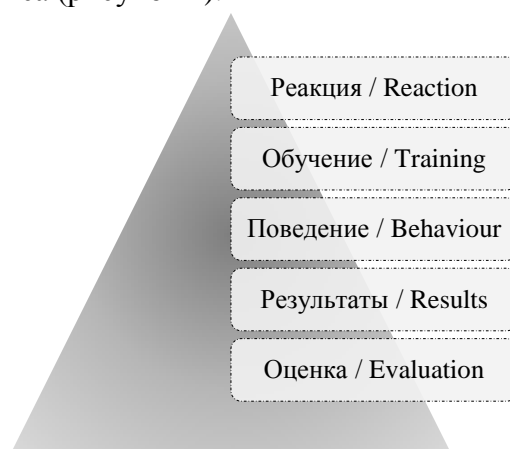 Реакция / Reaction
Обучение / Training
Поведение / Behaviour
Результаты / Results
Оценка / Evaluation